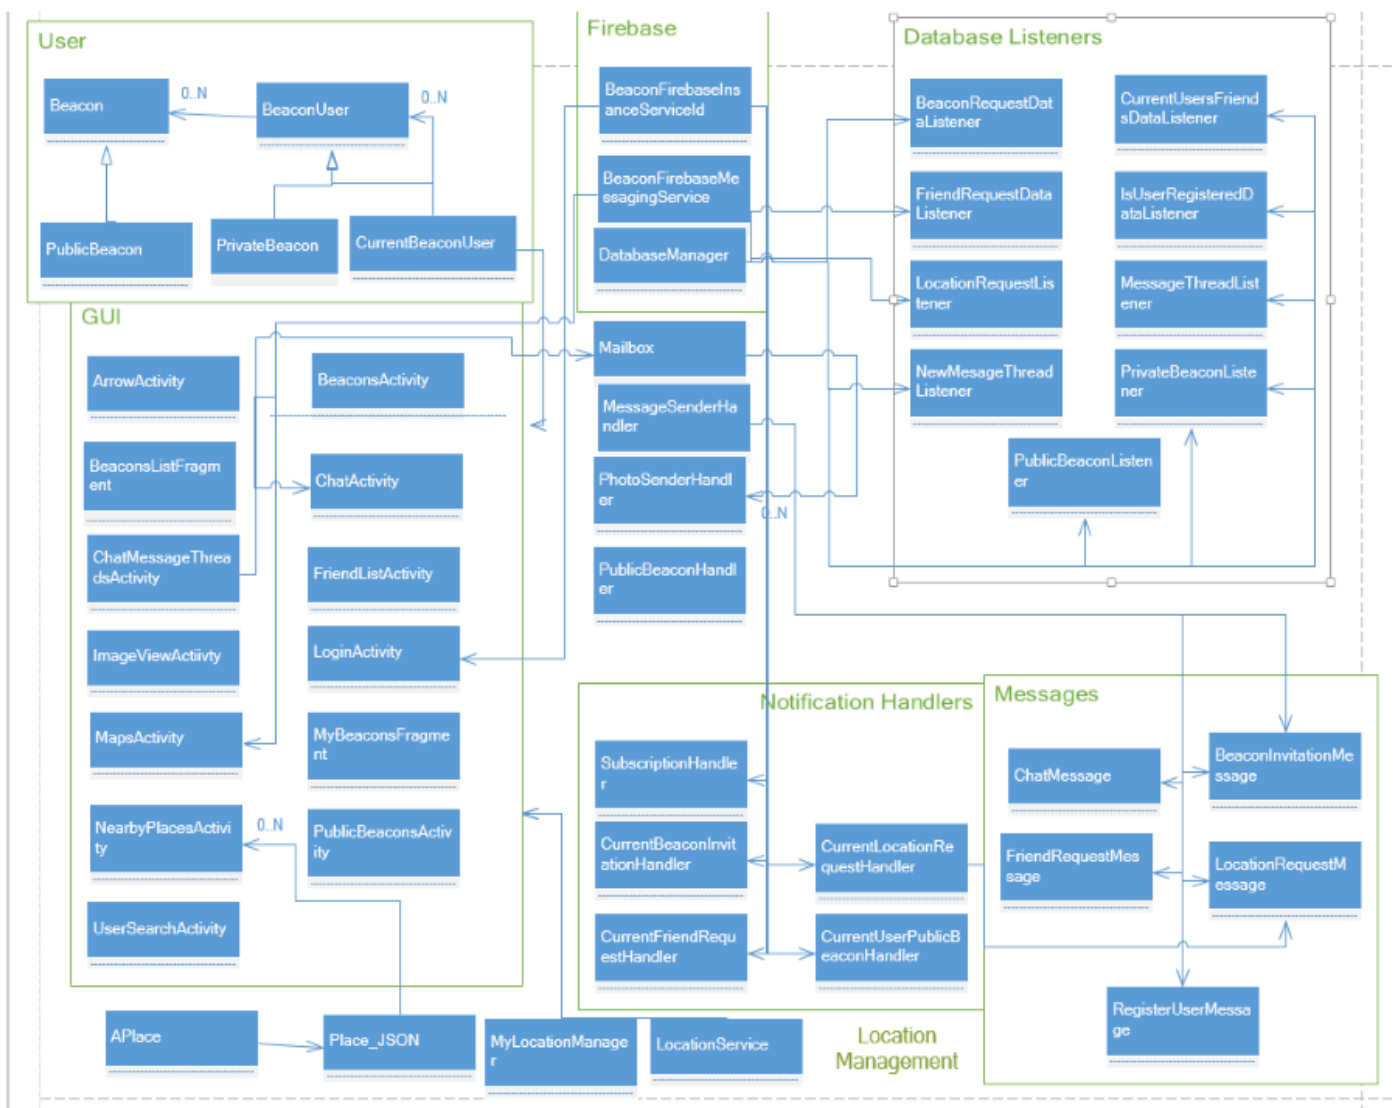 User
Beacon
0..N
BeaconUser
0..N
PublicBeacon
PrivateBeacon
CurrentBeaconUser
Firebase
BeaconFirebaseIns
anceServiceId
BeaconFirebaseMe
ssagingService
DatabaseManager
Database Listeners
BeaconRequestDat
aListener
CurrentUsersFriend
sDataListener
FriendRequestData
Listener
IsUserRegisteredD
ataListener
LocationRequestLis
tener
MessageThreadList
ener
NewMesageThread
Listener
PrivateBeaconListe
ner
PublicBeaconListen
er
GUI
ArrowActivity
BeaconsActivity
BeaconsListFragm
ent
ChatActivity
ChatMessageThrea
dsActivity
FriendListActivity
ImageViewActiivty
LoginActivity
MapsActivity
MyBeaconsFragme
nt
NearbyPlacesActivi
ty
0..N
PublicBeaconsActiv
ity
UserSearchActivity
Mailbox
MessageSenderHa
ndler
PhotoSenderHandl
er
0..N
PublicBeaconHandl
er
Notification Handlers
SubscriptionHandle
r
CurrentBeaconInvit
ationHandler
CurrentLocationRe
questHandler
CurrentFriendRequ
estHandler
CurrentUserPublicB
eaconHandler
Messages
BeaconInvitationMe
ssage
ChatMessage
FriendRequestMes
sage
LocationRequestM
essage
RegisterUserMessa
ge
APlace
Place_JSON
MyLocationManage
r
LocationService
Location
Management